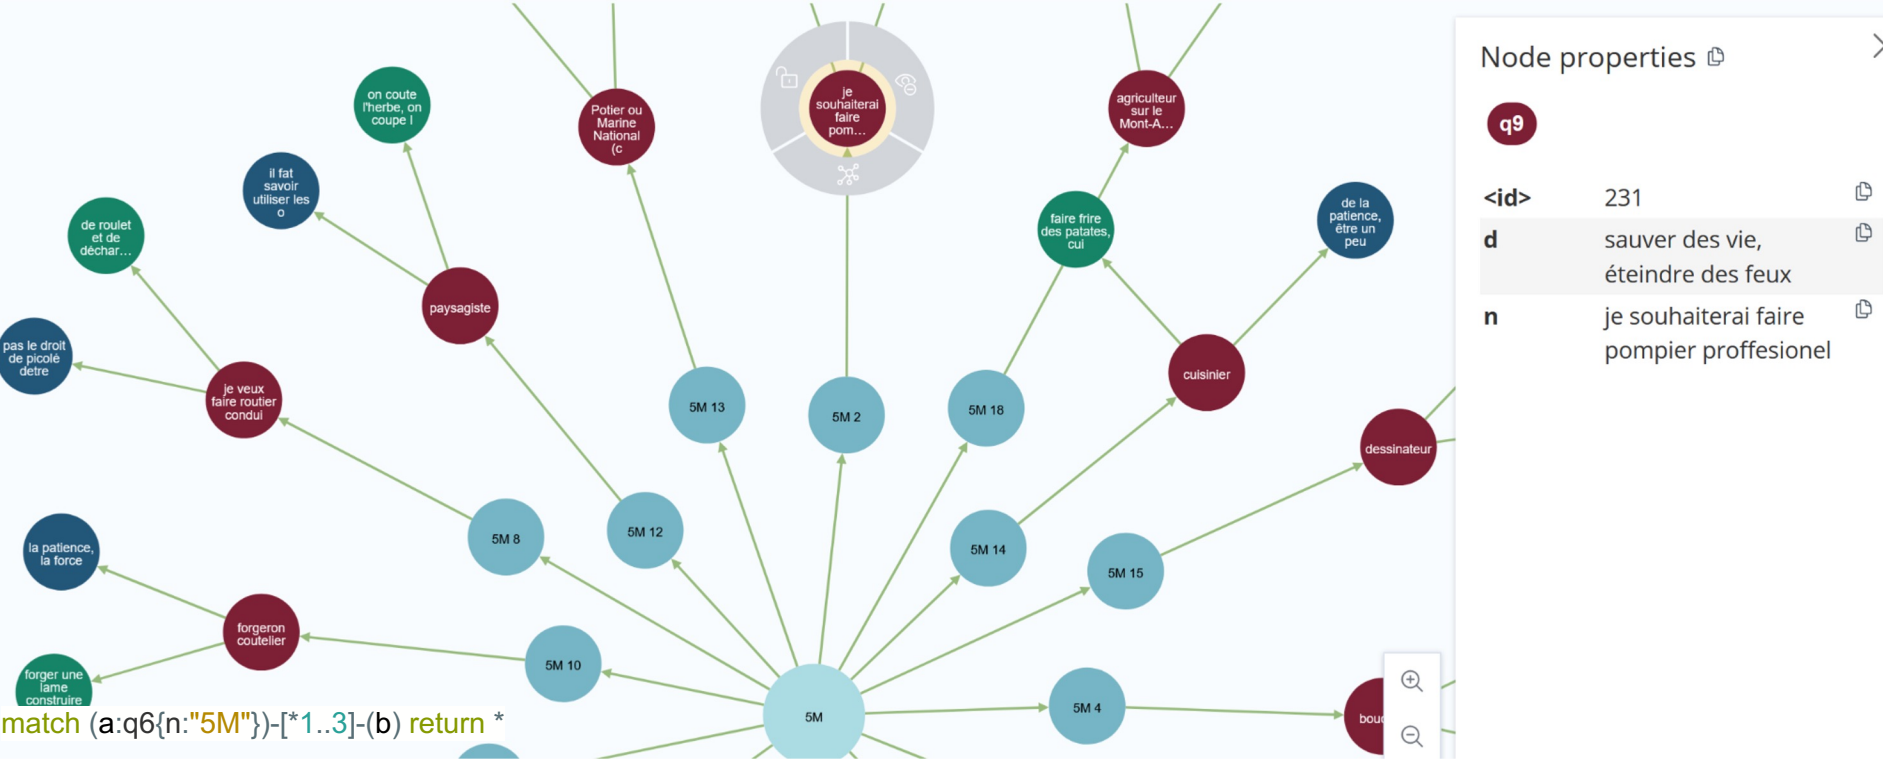 on coute
l'herbe, on
coupe l
il fat
savoir
utiliser les
o
de roulet
et de
déchar...
pas le droit
de picolé
detre
je veux
faire routier
condui
paysagiste
Potier ou
Marine
National
(c
je
souhaiterai
faire
pom...
agriculteur
sur le
Mont-A...
faire frire
des patates,
cui
de la
patience,
être un
peu
cuisinier
dessinateur
5M 13
5M 2
5M 18
5M 8
5M 12
5M 14
5M 15
la patience,
la force
forgeron
coutelier
forger une
lame
construire
5M 10
5M
5M 4
bouc
match (a:q6{n:"5M"})-[*1..3]-(b) return *
Node properties
q9
<id> 231
d sauver des vie,
éteindre des feux
n je souhaiterai faire
pompier proffesionel